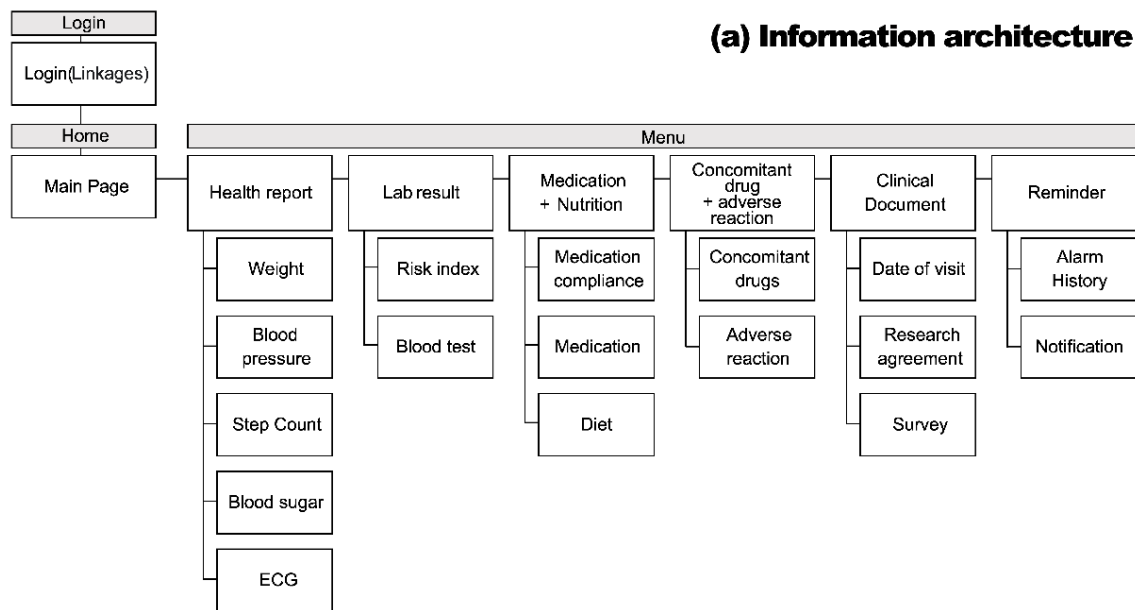 Login
(a) Information architecture
Login(Linkages)
Home
Menu
Main Page
Health report
Lab result
Medication
+ Nutrition
Concomitant
drug
+ adverse
reaction
Clinical
Document
Reminder
Weight
Risk index
Medication
compliance
Concomitant
drugs
Date of visit
Alarm
History
Blood
pressure
Blood test
Medication
Adverse
reaction
Research
agreement
Notification
Step Count
Diet
Survey
Blood sugar
ECG